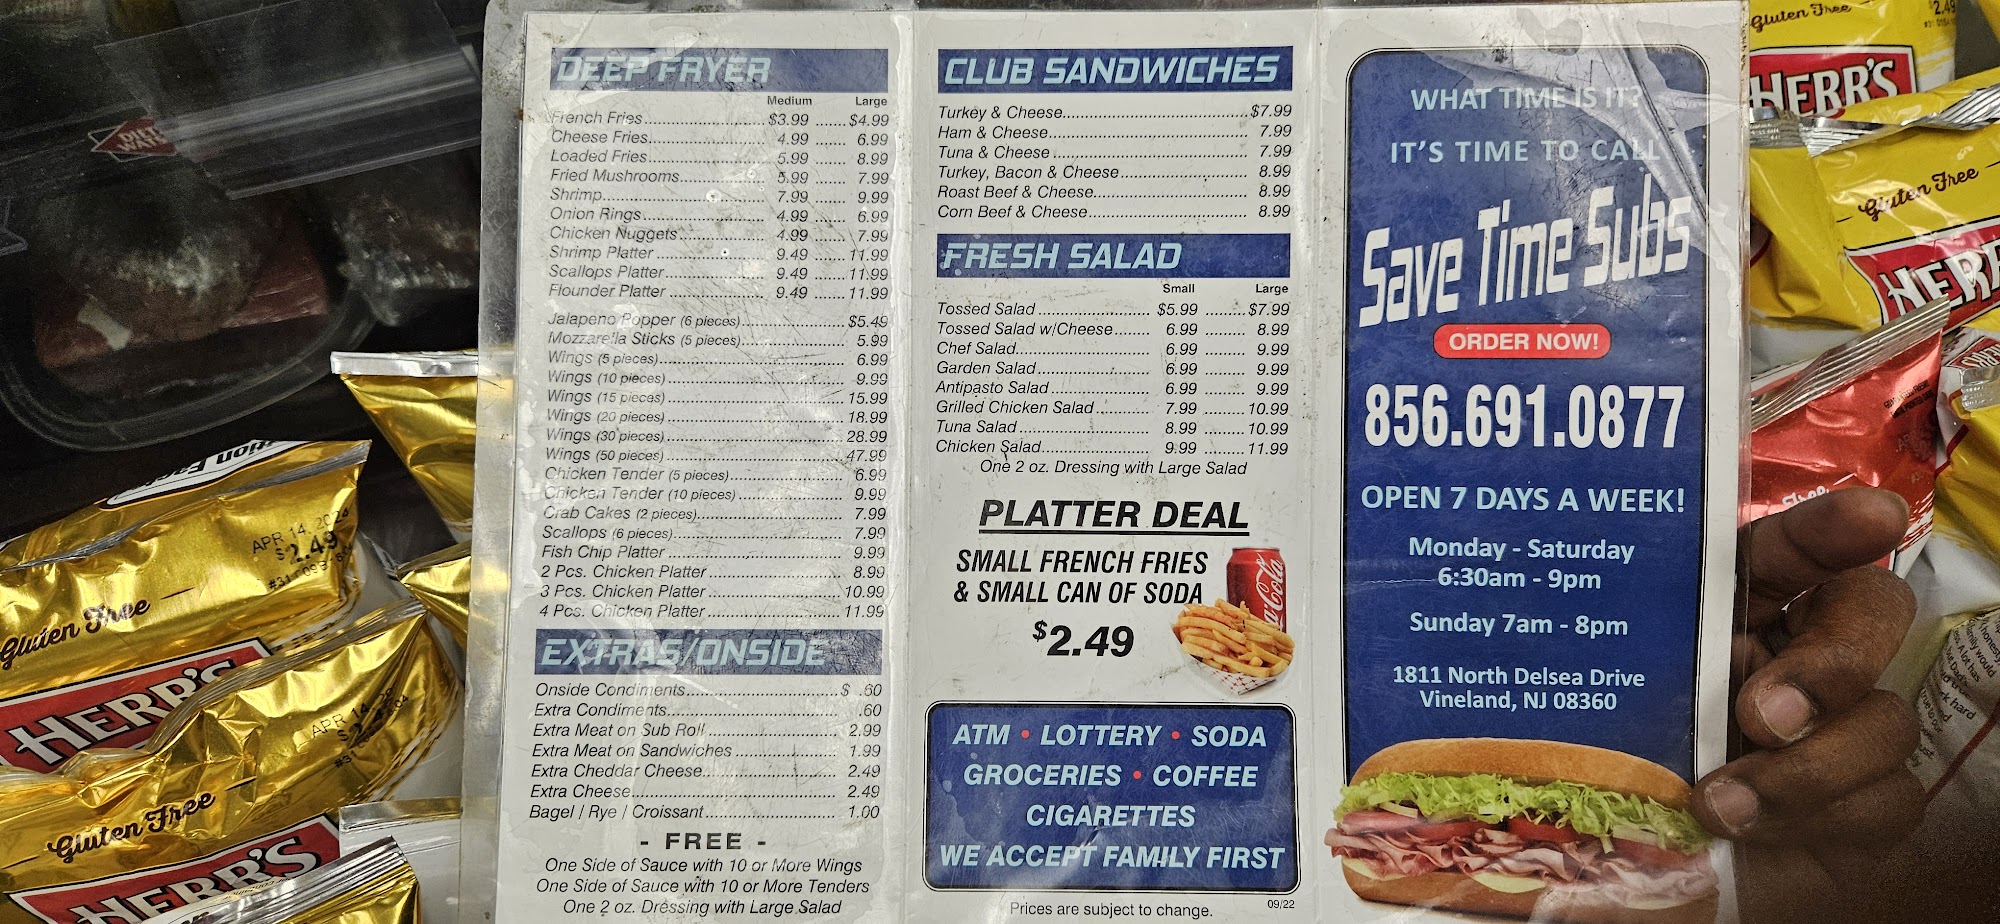 DEEP FRYER
Medium Large
French Fries $3.99 $4.99
Cheese Fries 4.99 6.99
Loaded Fries 5.99 8.99
Fried Mushrooms 5.99 7.99
Shrimp 7.99 9.99
Onion Rings 4.99 6.99
Chicken Nuggets 4.99 7.99
Shrimp Platter 9.49 11.99
Scallops Platter 9.49 11.99
Flounder Platter 9.49 11.99
Jalapeno Popper (6 pieces) $5.49
Mozzarella Sticks (5 pieces) 5.99
Wings (5 pieces) 6.99
Wings (10 pieces) 9.99
Wings (15 pieces) 15.99
Wings (20 pieces) 18.99
Wings (30 pieces) 28.99
Wings (50 pieces) 47.99
Chicken Tender (5 pieces) 6.99
Chicken Tender (10 pieces) 9.99
Crab Cakes (2 pieces) 7.99
Scallops (6 pieces) 7.99
Fish Chip Platter 9.99
2 Pcs. Chicken Platter 8.99
3 Pcs. Chicken Platter 10.99
4 Pcs. Chicken Platter 11.99
EXTRAS/ONSIDE
Onside Condiments $ .60
Extra Condiments .60
Extra Meat on Sub Roll 2.99
Extra Meat on Sandwiches 1.99
Extra Cheddar Cheese 2.49
Extra Cheese 2.49
Bagel / Rye / Croissant 1.00
- FREE -
One Side of Sauce with 10 or More Wings
One Side of Sauce with 10 or More Tenders
One 2 oz. Dressing with Large Salad
CLUB SANDWICHES
Turkey & Cheese $7.99
Ham & Cheese 7.99
Tuna & Cheese 7.99
Turkey, Bacon & Cheese 8.99
Roast Beef & Cheese 8.99
Corn Beef & Cheese 8.99
FRESH SALAD
Small Large
Tossed Salad $5.99 $7.99
Tossed Salad w/Cheese 6.99 8.99
Chef Salad 6.99 9.99
Garden Salad 6.99 9.99
Antipasto Salad 6.99 9.99
Grilled Chicken Salad 7.99 10.99
Tuna Salad 8.99 10.99
Chicken Salad 9.99 11.99
One 2 oz. Dressing with Large Salad
PLATTER DEAL
SMALL FRENCH FRIES
& SMALL CAN OF SODA
$2.49
Coca-Cola
ATM • LOTTERY • SODA
GROCERIES • COFFEE
CIGARETTES
WE ACCEPT FAMILY FIRST
Prices are subject to change.
09/22
WHAT TIME IS IT?
IT'S TIME TO CALL
Save Time Subs
ORDER NOW!
856.691.0877
OPEN 7 DAYS A WEEK!
Monday - Saturday
6:30am - 9pm
Sunday 7am - 8pm
1811 North Delsea Drive
Vineland, NJ 08360
APR 14 2024
$2.49
Gluten Free
HERR'S
APR 14
Gluten Free
HERR'S
Gluten Free
2.49
HERR'S
Gluten Free
HERR